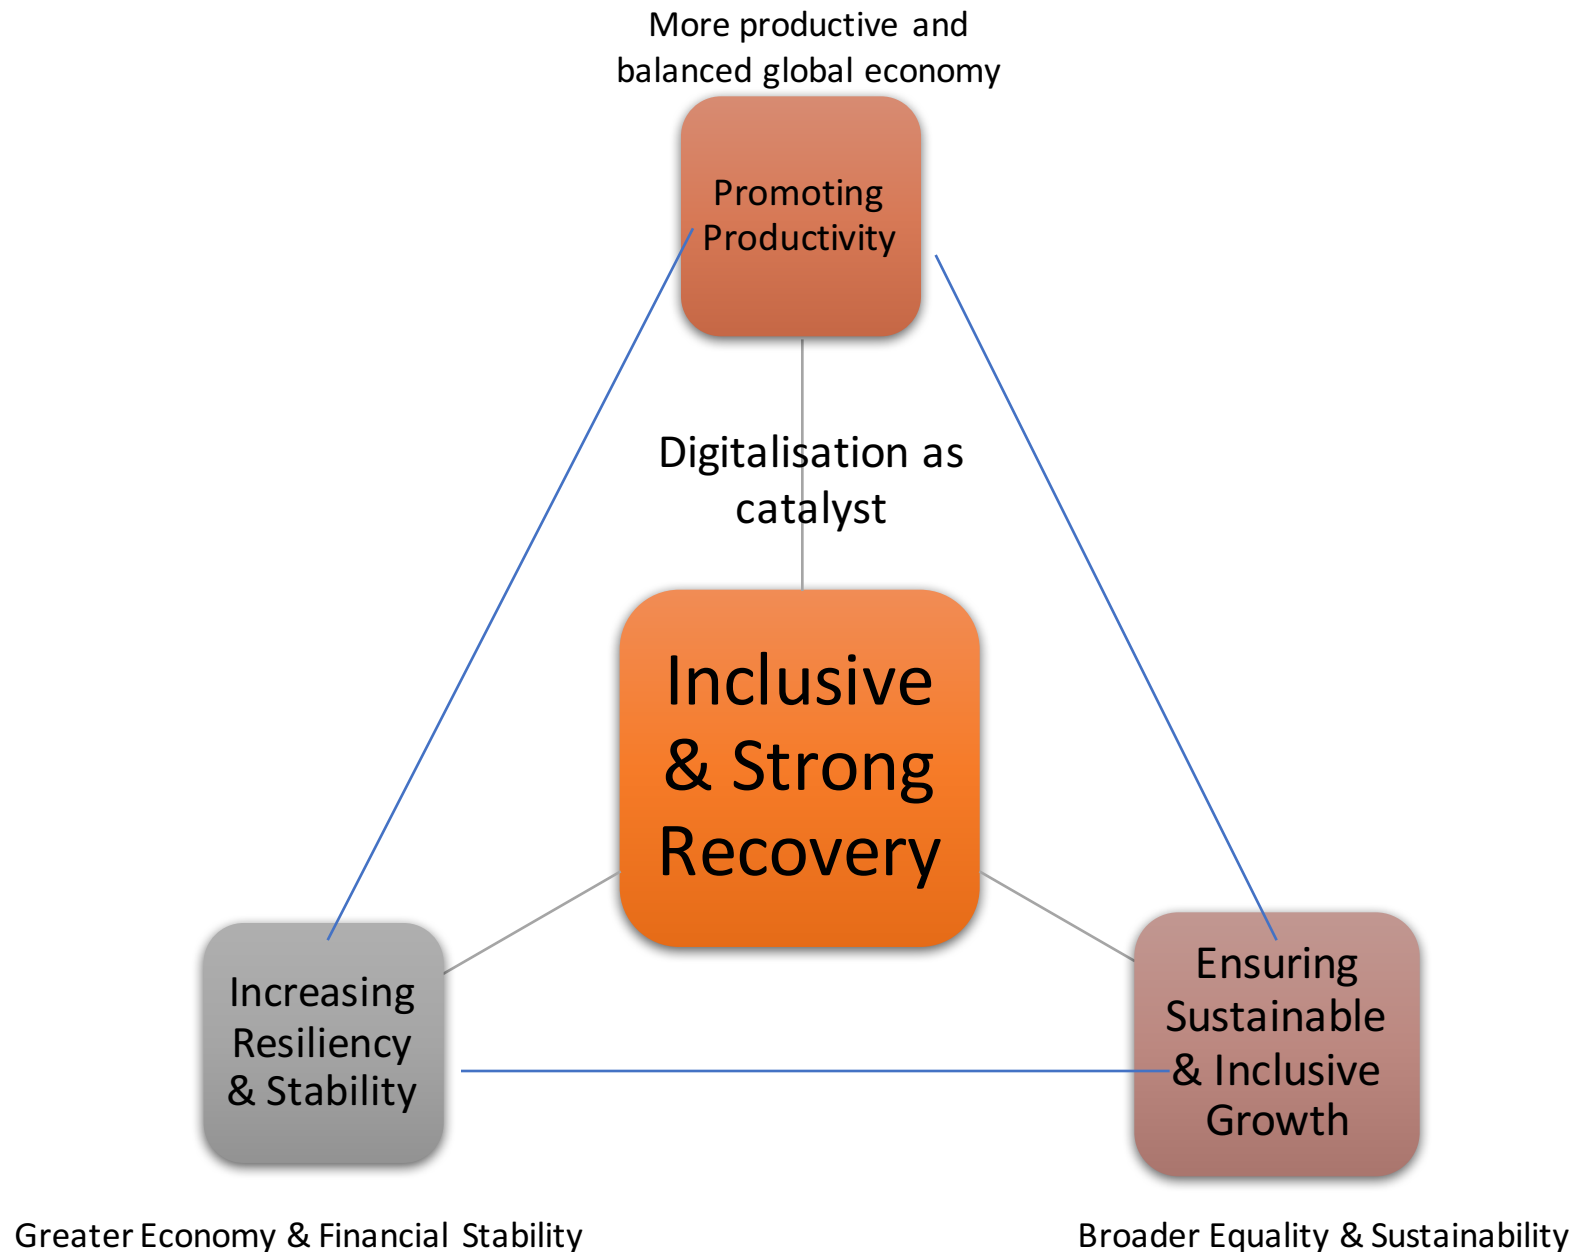 More productive and
balanced global economy
Promoting
Productivity
Digitalisation as
catalyst
Inclusive
& Strong
Recovery
Increasing
Resiliency
& Stability
Ensuring
Sustainable
& Inclusive
Growth
Greater Economy & Financial Stability
Broader Equality & Sustainability